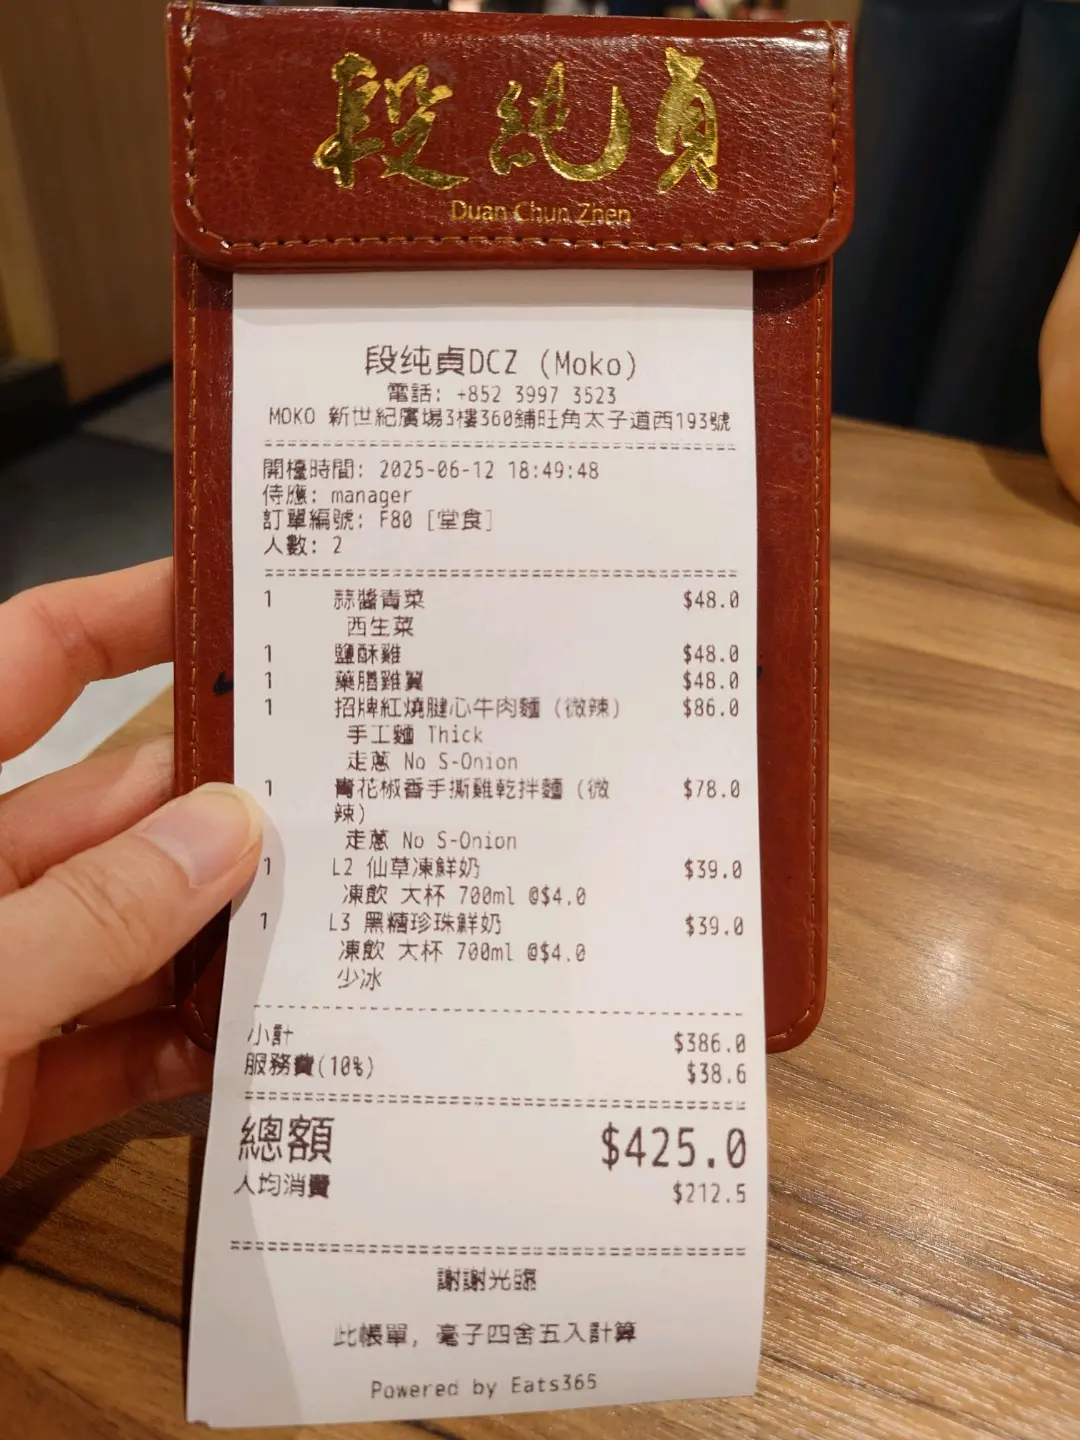 段純貞
Duan Chun Zhen
段纯貞DCZ (Moko)
電話: +852 3997 3523
MOKO 新世紀廣場3樓360舖旺角太子道西193號
開檯時間: 2025-06-12 18:49:48
侍應: manager
訂單編號: F80 [堂食]
人數: 2
1 蒜醬青菜 $48.0
西生菜
1 鹽酥雞 $48.0
1 藥膳雞翼 $48.0
1 招牌紅燒腱心牛肉麵 (微辣) $86.0
手工麵 Thick
走蔥 No S-Onion
1 青花椒香手撕雞乾拌麵 (微 $78.0
辣)
走蔥 No S-Onion
1 L2 仙草凍鮮奶 $39.0
凍飲 大杯 700ml @$4.0
1 L3 黑糖珍珠鮮奶 $39.0
凍飲 大杯 700ml @$4.0
少冰
小計 $386.0
服務費(10%) $38.6
總額 $425.0
人均消費 $212.5
謝謝光臨
此帳單, 毫子四舍五入計算
Powered by Eats365